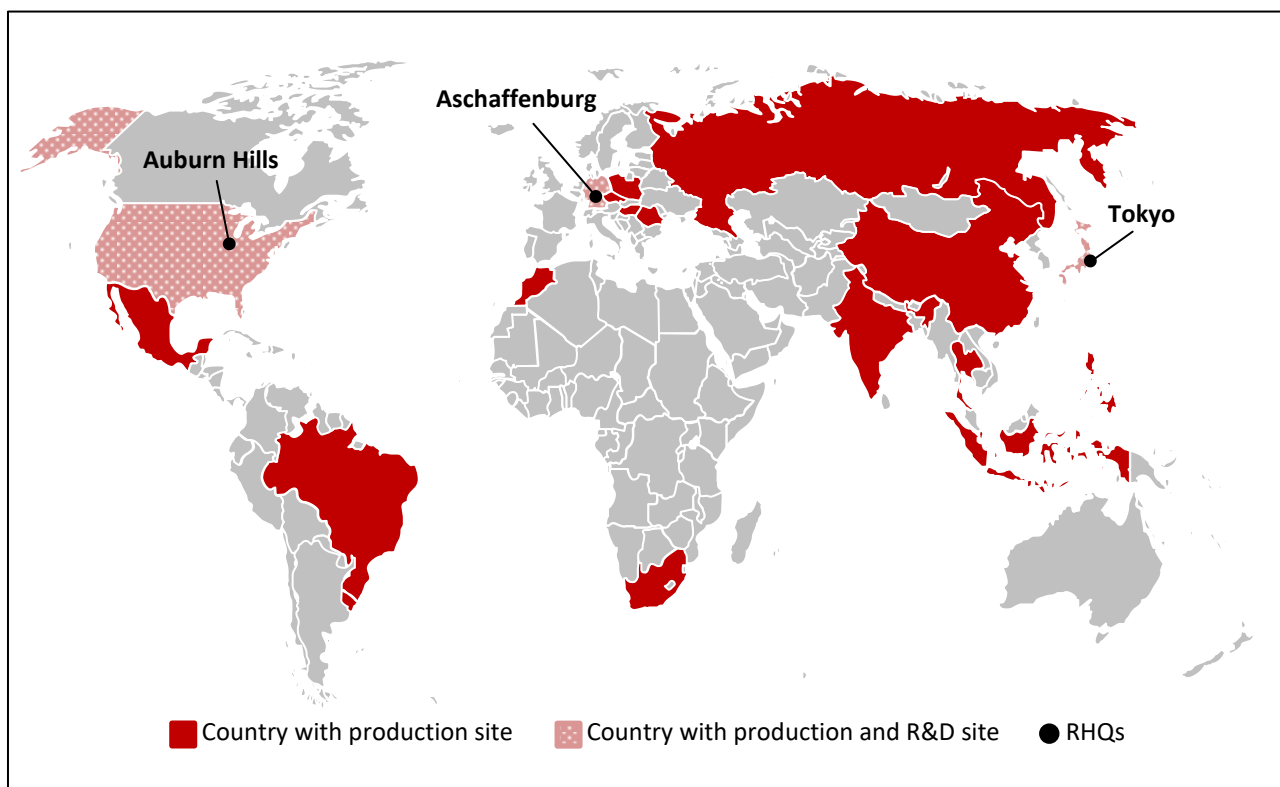 Aschaffenburg
Auburn Hills
Tokyo
Country with production site
Country with production and R&D site
RHQs